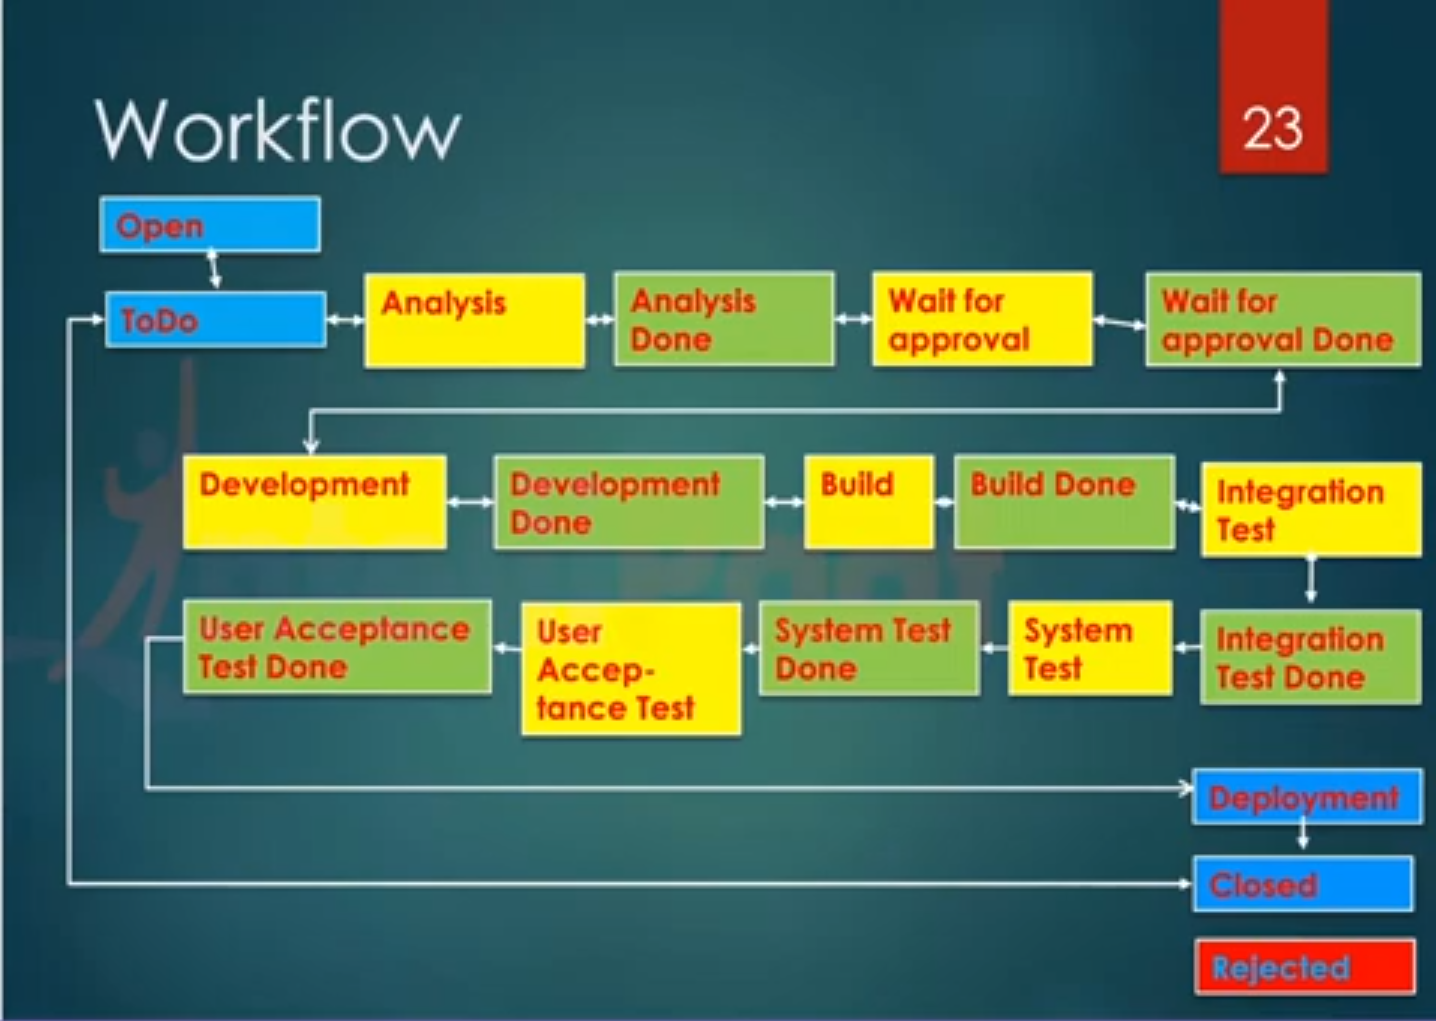 Workflow
23
Open
ToDo
Analysis
Analysis
Done
Wait for
approval
Wait for
approval Done
Development
Development
Done
Build
Build Done
Integration
Test
User Acceptance
Test Done
User
Accep-
tance Test
System Test
Done
System
Test
Integration
Test Done
Deployment
Closed
Rejected